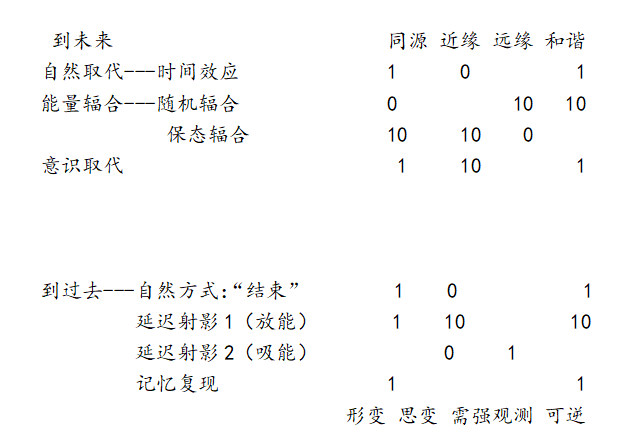 到未来 同源 近缘 远缘 和谐
自然取代---时间效应 1 0 1
能量辐合---随机辐合 0 10 10
保态辐合 10 10 0
意识取代 1 10 1
到过去---自然方式:“结束” 1 0 1
延迟射影1(放能) 1 10 10
延迟射影2(吸能) 0 1
记忆复现 1 1
形变 思变 需强观测 可逆